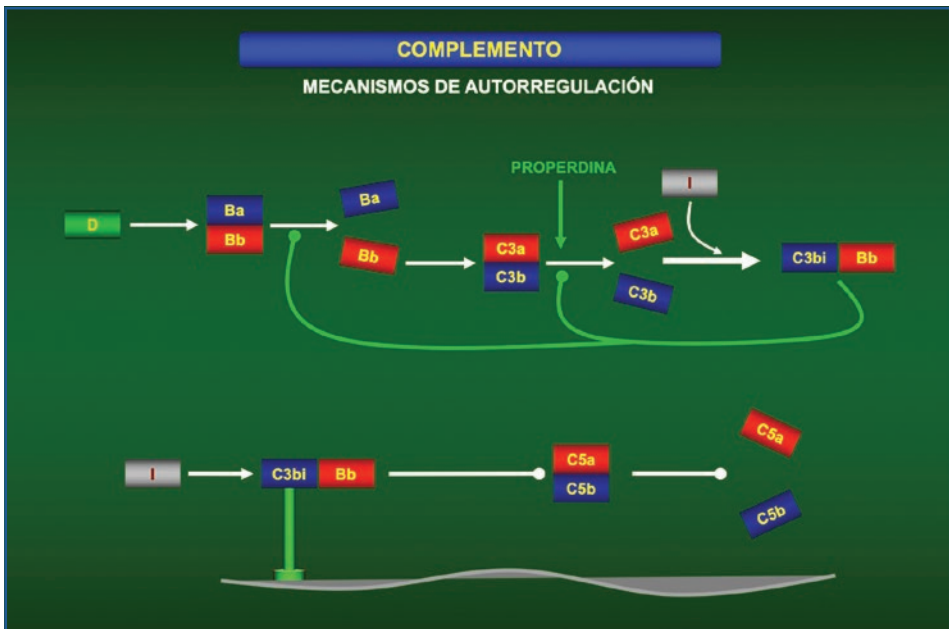 COMPLEMENTO
MECANISMOS DE AUTORREGULACIÓN
PROPERDINA
I
D
Ba
Bb
Ba
Bb
C3a
C3b
C3a
C3b
C3bi Bb
I
C3bi Bb
C5a
C5b
C5a
C5b